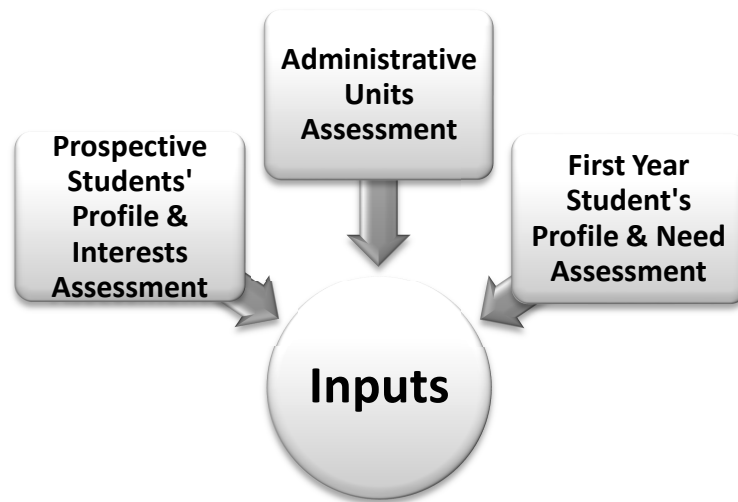 Administrative
Units
Assessment
Prospective
Students'
Profile &
Interests
Assessment
First Year
Student's
Profile & Need
Assessment
Inputs